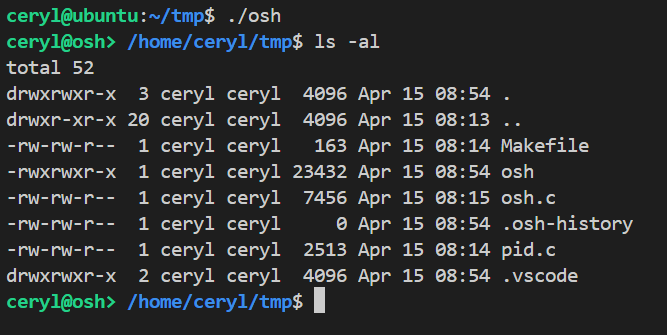 ceryl@ubuntu:~/tmp$ ./osh
ceryl@osh> /home/ceryl/tmp$ ls -al
total 52
drwxrwxr-x  3 ceryl ceryl  4096 Apr 15 08:54 .
drwxr-xr-x 20 ceryl ceryl  4096 Apr 15 08:13 ..
-rw-rw-r--  1 ceryl ceryl   163 Apr 15 08:14 Makefile
-rwxrwxr-x  1 ceryl ceryl 23432 Apr 15 08:54 osh
-rw-rw-r--  1 ceryl ceryl  7456 Apr 15 08:15 osh.c
-rw-rw-r--  1 ceryl ceryl     0 Apr 15 08:54 .osh-history
-rw-rw-r--  1 ceryl ceryl  2513 Apr 15 08:14 pid.c
drwxrwxr-x  2 ceryl ceryl  4096 Apr 15 08:54 .vscode
ceryl@osh> /home/ceryl/tmp$